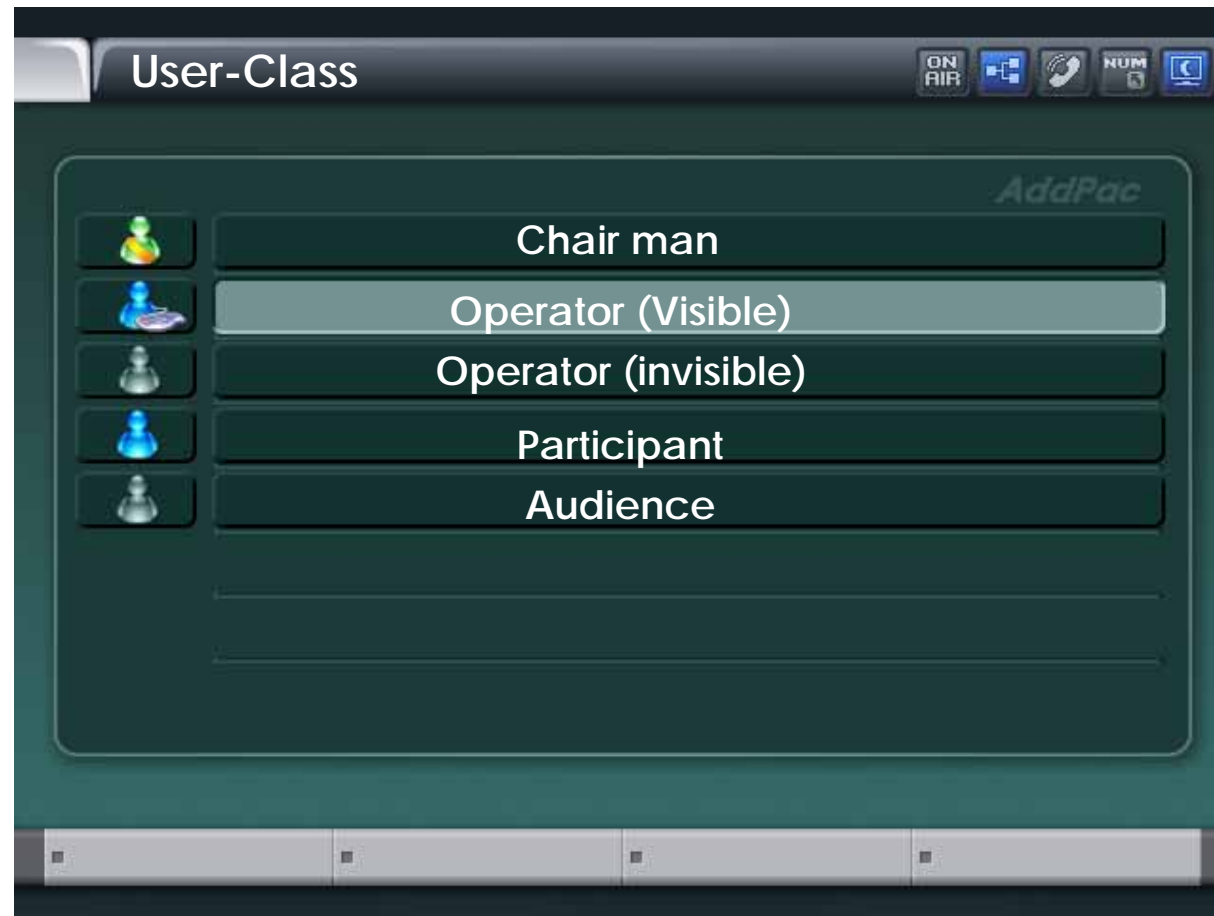 User-Class
ON AIR
NUM
AddPac
Chair man
Operator (Visible)
Operator (invisible)
Participant
Audience